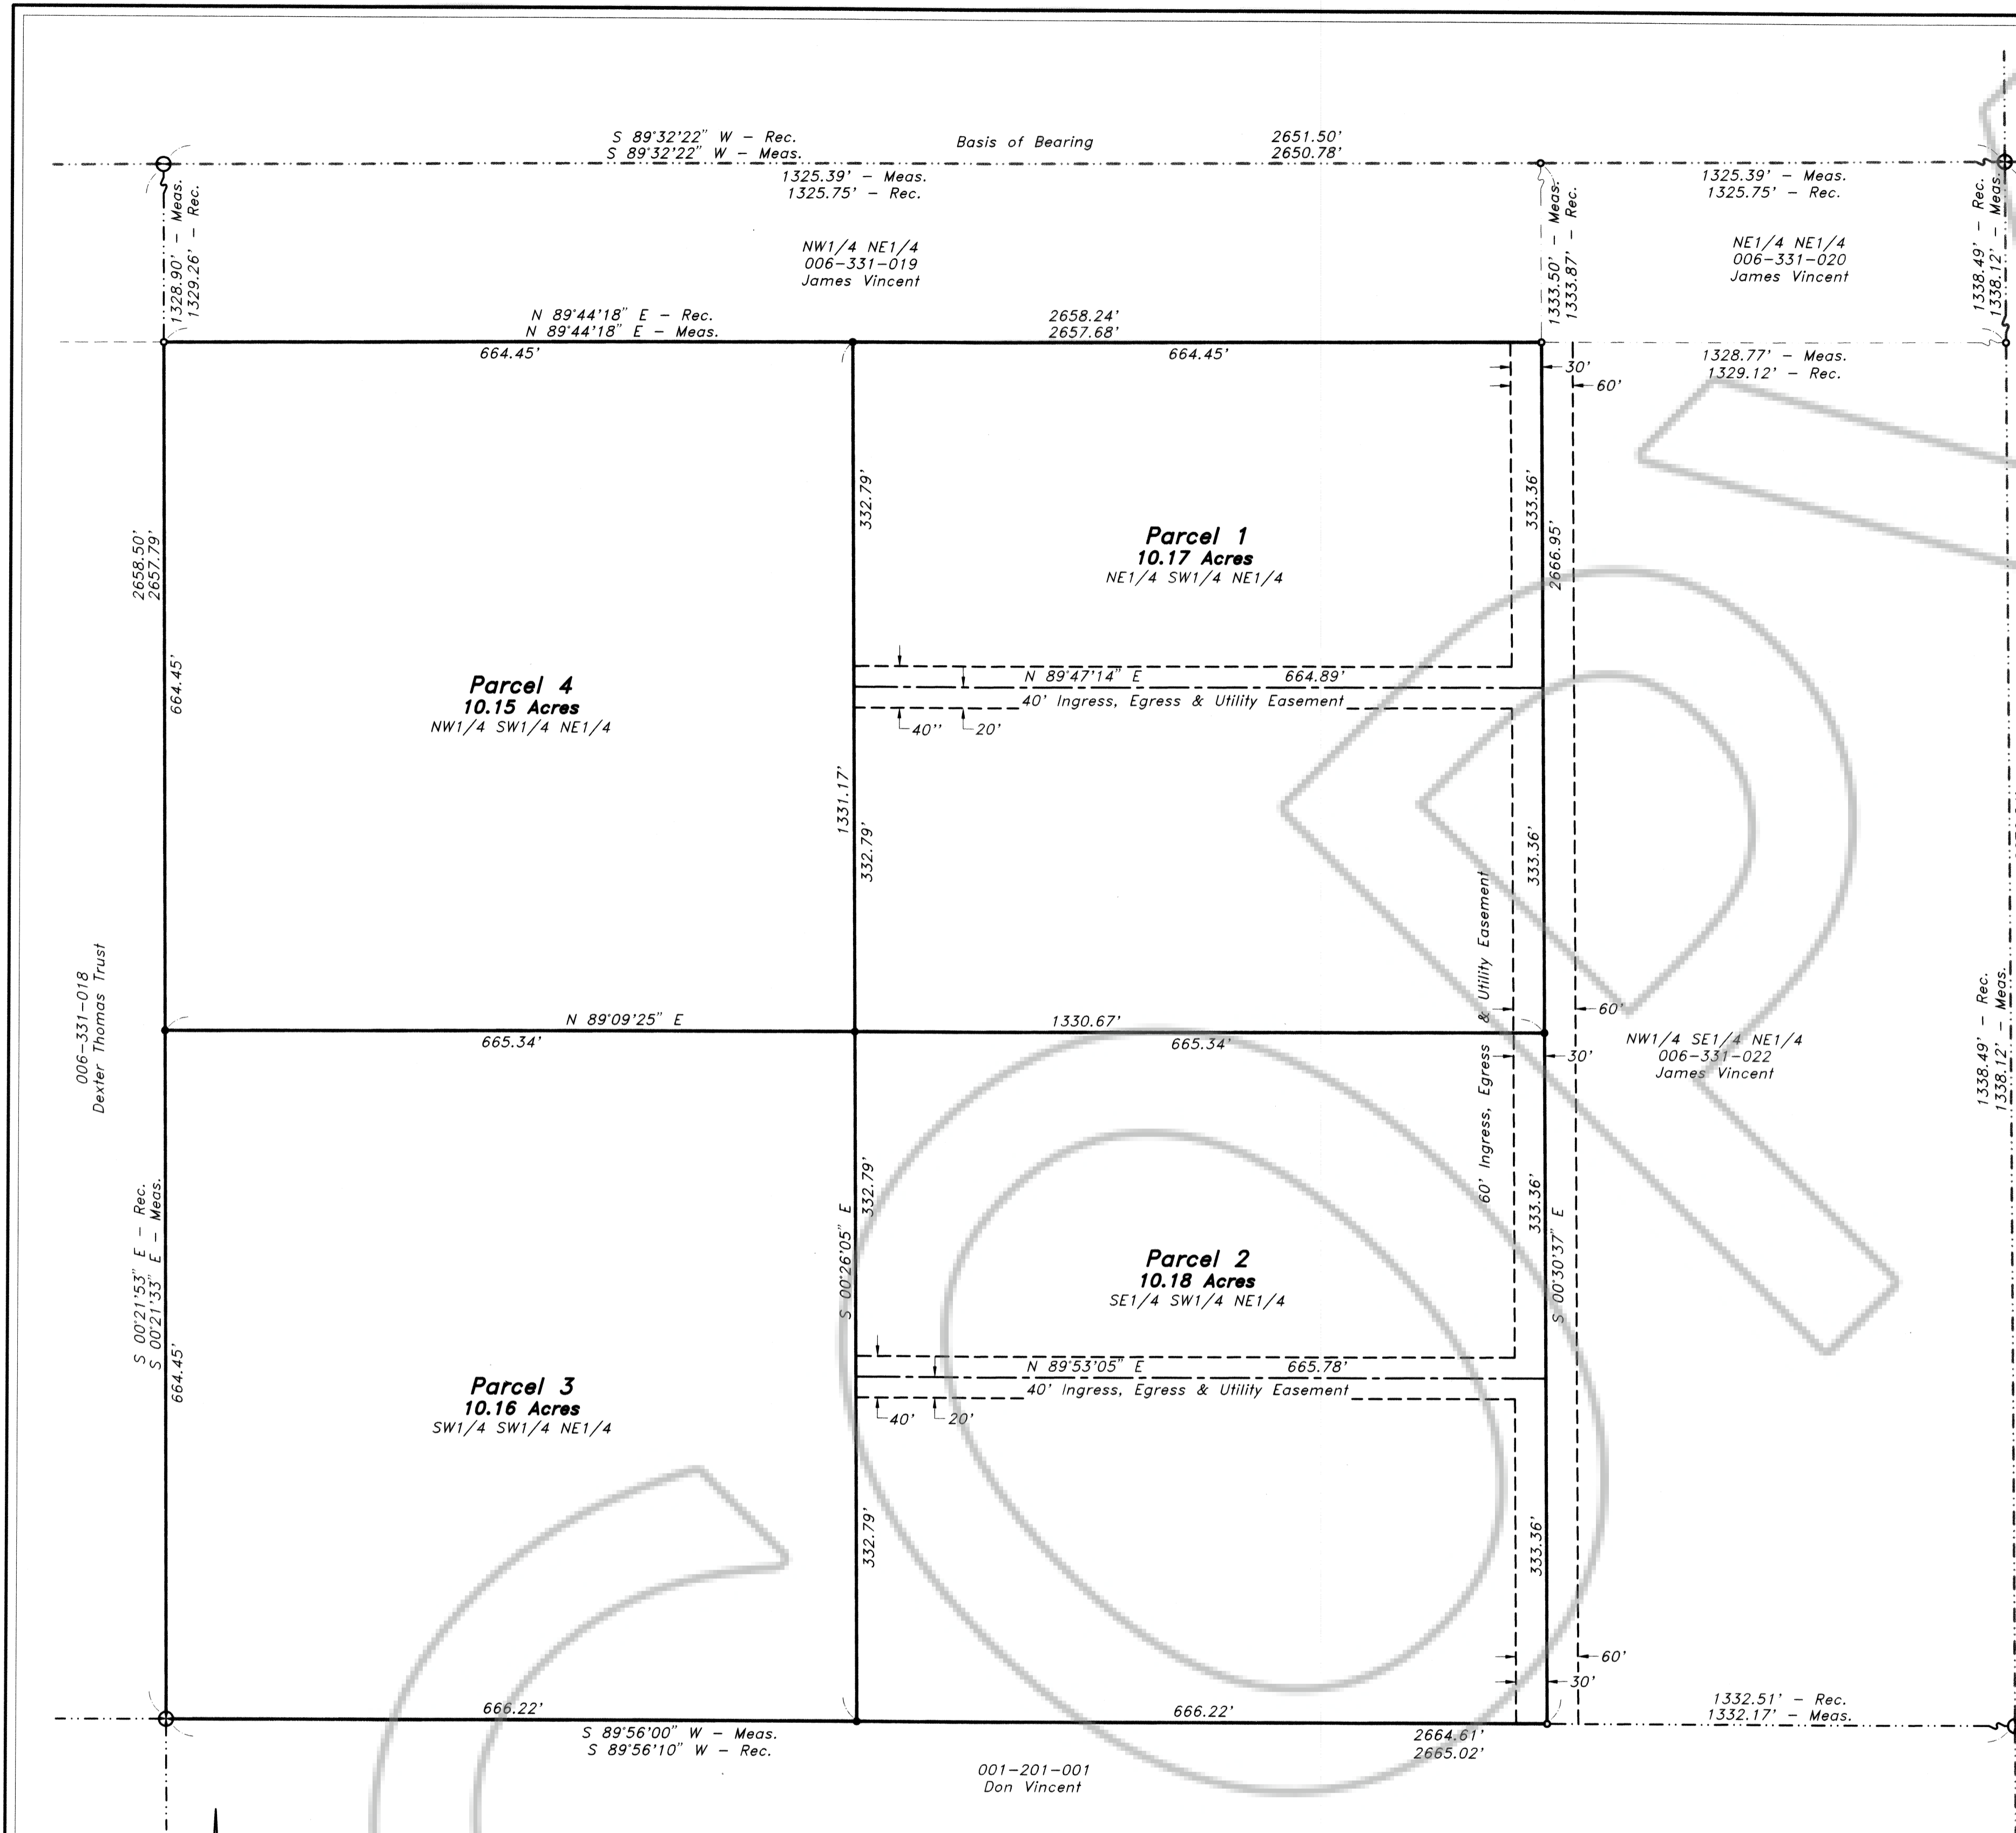 S 89°32'22" W – Rec.
S 89°32'22" W – Meas.
Basis of Bearing
2651.50'
2650.78'
1325.39' – Meas.
1325.75' – Rec.
1325.39' – Meas.
1325.75' – Rec.
1328.90' – Meas.
1329.26' – Rec.
NW1/4 NE1/4
006-331-019
James Vincent
1333.50' – Meas.
1333.87' – Rec.
NE1/4 NE1/4
006-331-020
James Vincent
1338.49' – Rec.
1338.12' – Meas.
N 89°44'18" E – Rec.
N 89°44'18" E – Meas.
2658.24'
2657.68'
664.45'
664.45'
30'
60'
1328.77' – Meas.
1329.12' – Rec.
332.79'
333.36'
2666.95'
2658.50'
2657.79'
Parcel 1
10.17 Acres
NE1/4 SW1/4 NE1/4
664.45'
Parcel 4
10.15 Acres
NW1/4 SW1/4 NE1/4
N 89°47'14" E
664.89'
40' Ingress, Egress & Utility Easement
40''
20'
1331.17'
332.79'
333.36'
60' Ingress, Egress & Utility Easement
006-331-018
Dexter Thomas Trust
N 89°09'25" E
1330.67'
665.34'
665.34'
60'
30'
NW1/4 SE1/4 NE1/4
006-331-022
James Vincent
1338.49' – Rec.
1338.12' – Meas.
S 00°21'53" E – Rec.
S 00°21'33" E – Meas.
332.79'
S 00°26'05" E
333.36'
S 00°30'37" E
Parcel 2
10.18 Acres
SE1/4 SW1/4 NE1/4
664.45'
Parcel 3
10.16 Acres
SW1/4 SW1/4 NE1/4
N 89°53'05" E
665.78'
40' Ingress, Egress & Utility Easement
40'
20'
332.79'
333.36'
60'
30'
666.22'
666.22'
S 89°56'00" W – Meas.
S 89°56'10" W – Rec.
2664.61'
2665.02'
1332.51' – Rec.
1332.17' – Meas.
001-201-001
Don Vincent